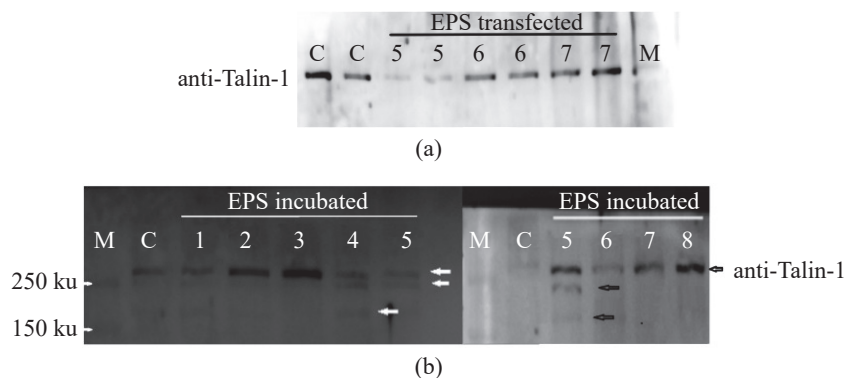 EPS transfected
C C 5 5 6 6 7 7 M
anti-Talin-1
(a)
EPS incubated EPS incubated
M C 1 2 3 4 5 M C 5 6 7 8
anti-Talin-1
250 ku
150 ku
(b)